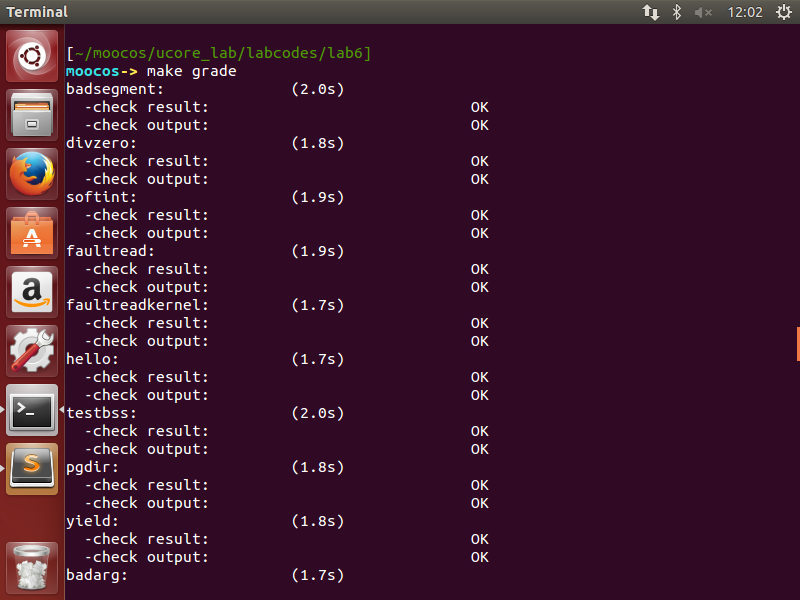 Terminal
12:02
[~/moocos/ucore_lab/labcodes/lab6]
moocos-> make grade
badsegment: (2.0s)
-check result: OK
-check output: OK
divzero: (1.8s)
-check result: OK
-check output: OK
softint: (1.9s)
-check result: OK
-check output: OK
faultread: (1.9s)
-check result: OK
-check output: OK
faultreadkernel: (1.7s)
-check result: OK
-check output: OK
hello: (1.7s)
-check result: OK
-check output: OK
testbss: (2.0s)
-check result: OK
-check output: OK
pgdir: (1.8s)
-check result: OK
-check output: OK
yield: (1.8s)
-check result: OK
-check output: OK
badarg: (1.7s)